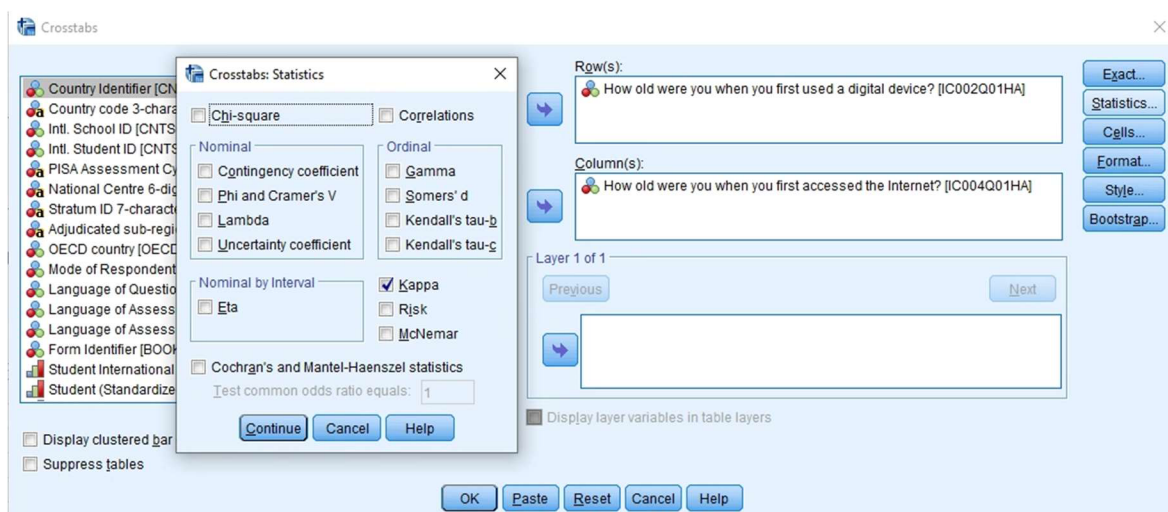 Crosstabs
Country Identifier [CN
Country code 3-chara
Intl. School ID [CNTS
Intl. Student ID [CNTS
PISA Assessment Cy
National Centre 6-dig
Stratum ID 7-characte
Adjudicated sub-regi
OECD country [OECD
Mode of Respondent
Language of Questio
Language of Assess
Language of Assess
Form Identifier [BOOK
Student International
Student (Standardize
Display clustered bar
Suppress tables
Crosstabs: Statistics
Chi-square
Correlations
Nominal
Contingency coefficient
Phi and Cramer's V
Lambda
Uncertainty coefficient
Ordinal
Gamma
Somers' d
Kendall's tau-b
Kendall's tau-c
Nominal by Interval
Eta
Kappa
Risk
McNemar
Cochran's and Mantel-Haenszel statistics
Test common odds ratio equals: 1
Continue Cancel Help
Row(s):
How old were you when you first used a digital device? [IC002Q01HA]
Column(s):
How old were you when you first accessed the Internet? [IC004Q01HA]
Layer 1 of 1
Previous
Next
Display layer variables in table layers
Exact...
Statistics...
Cells...
Format...
Style...
Bootstrap...
OK Paste Reset Cancel Help